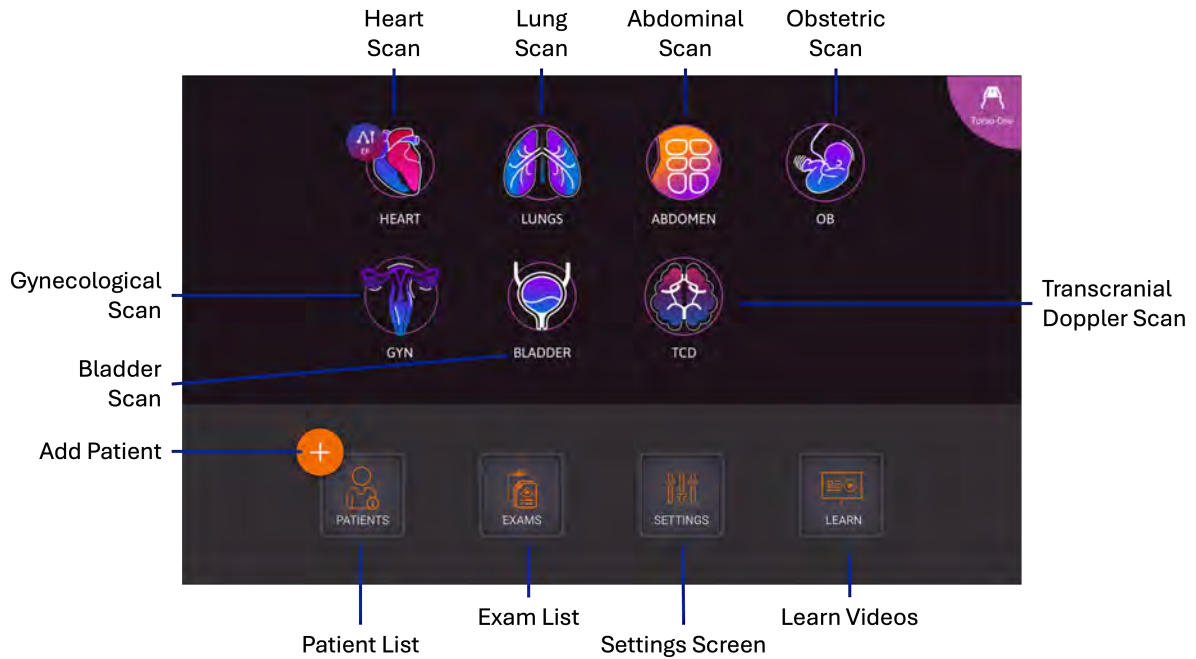 Heart
Scan
Lung
Scan
Abdominal
Scan
Obstetric
Scan
Torso-One
AI
EF
HEART
LUNGS
ABDOMEN
OB
Gynecological
Scan
Transcranial
Doppler Scan
GYN
BLADDER
TCD
Bladder
Scan
Add Patient
PATIENTS
EXAMS
SETTINGS
LEARN
Exam List
Learn Videos
Patient List
Settings Screen